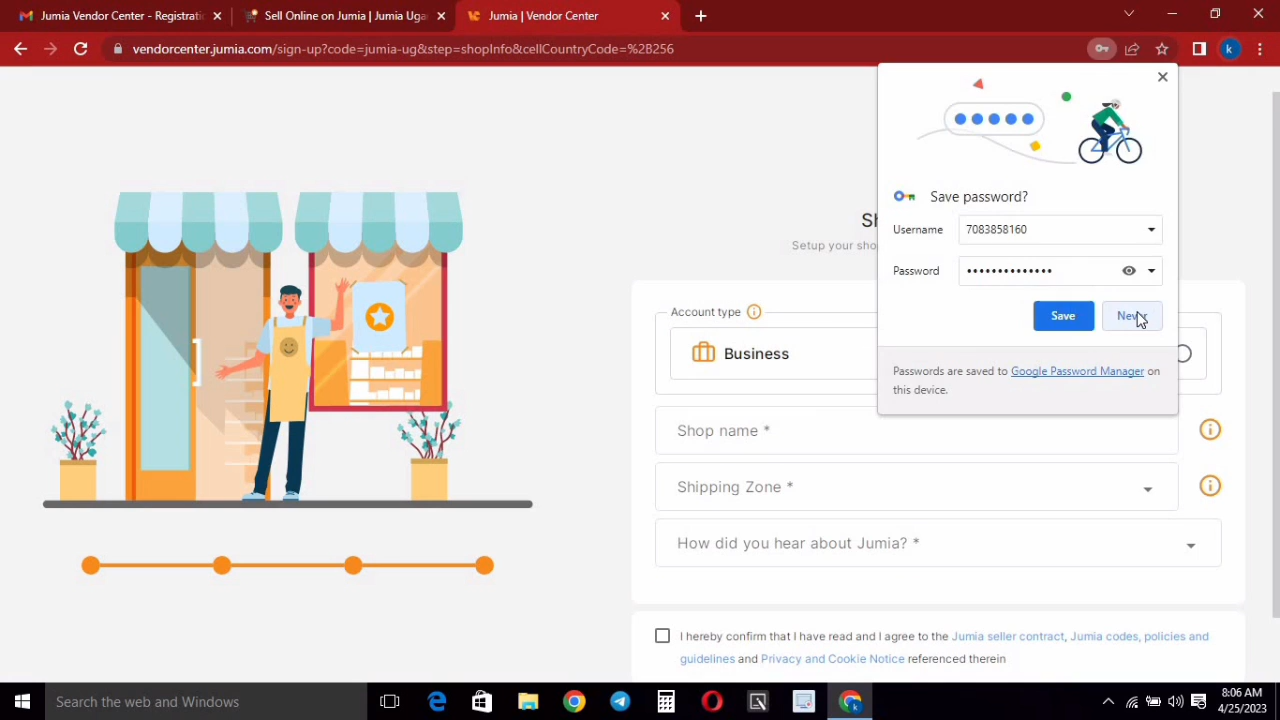 Jumia Vendor Center - Registrati
Sell Online on Jumia | Jumia Ugan
Jumia | Vendor Center
vendorcenter.jumia.com/sign-up?code=jumia-ug&step=shopInfo&cellCountryCode=%2B256
k
Save password?
Username
7083858160
Password
••••••••••••••
Save
Setup your sho
Account type
Business
Passwords are saved to Google Password Manager on
this device.
Shop name *
Shipping Zone *
How did you hear about Jumia? *
I hereby confirm that I have read and I agree to the Jumia seller contract, Jumia codes, policies and
guidelines and Privacy and Cookie Notice referenced therein
Search the web and Windows
8:06 AM
4/25/2023